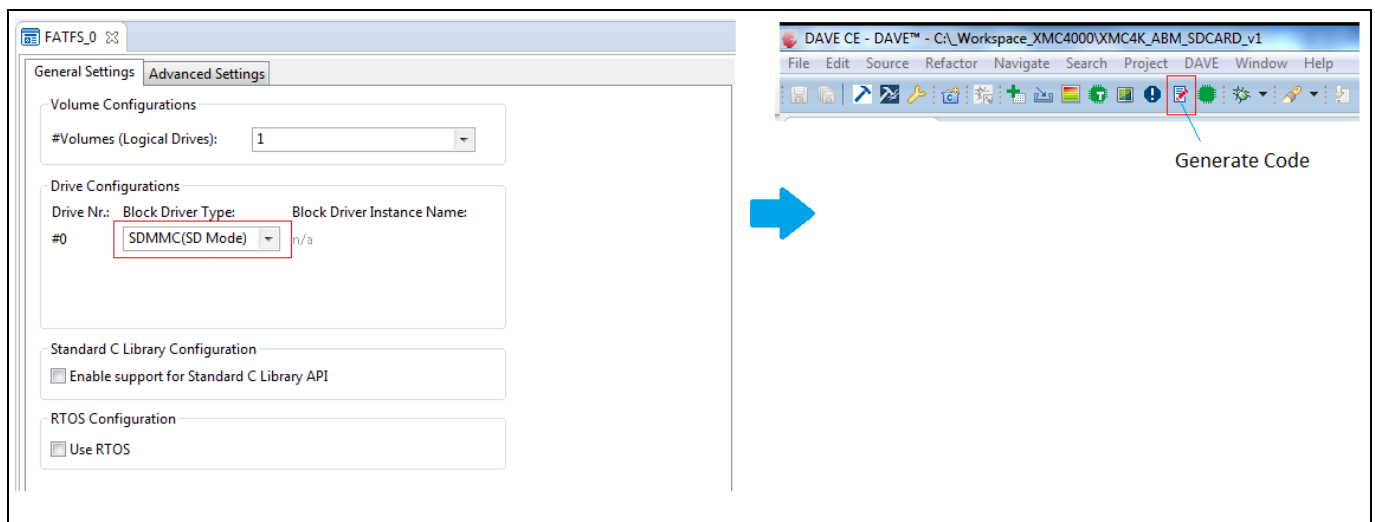 FATFS_0
General Settings Advanced Settings
Volume Configurations
#Volumes (Logical Drives): 1
Drive Configurations
Drive Nr.: Block Driver Type: Block Driver Instance Name:
#0 SDMMC(SD Mode) n/a
Standard C Library Configuration
Enable support for Standard C Library API
RTOS Configuration
Use RTOS
DAVE CE - DAVE™ - C:\_Workspace_XMC4000\XMC4K_ABM_SDCARD_v1
File Edit Source Refactor Navigate Search Project DAVE Window Help
Generate Code